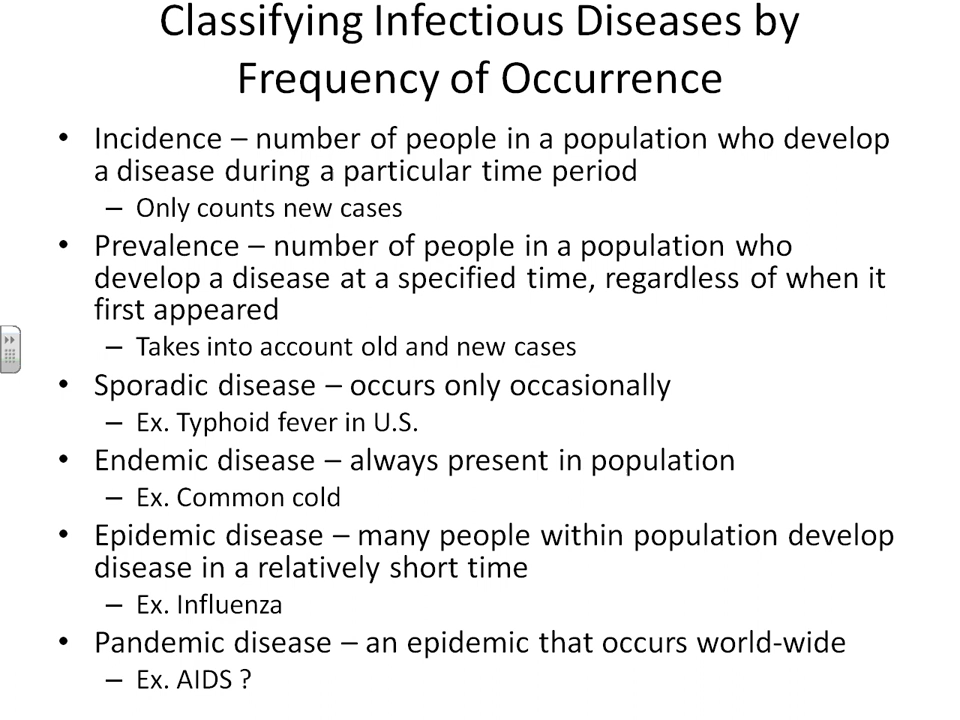 Classifying Infectious Diseases by
Frequency of Occurrence
• Incidence – number of people in a population who develop
a disease during a particular time period
– Only counts new cases
• Prevalence – number of people in a population who
develop a disease at a specified time, regardless of when it
first appeared
– Takes into account old and new cases
• Sporadic disease – occurs only occasionally
– Ex. Typhoid fever in U.S.
• Endemic disease – always present in population
– Ex. Common cold
• Epidemic disease – many people within population develop
disease in a relatively short time
– Ex. Influenza
• Pandemic disease – an epidemic that occurs world-wide
– Ex. AIDS ?